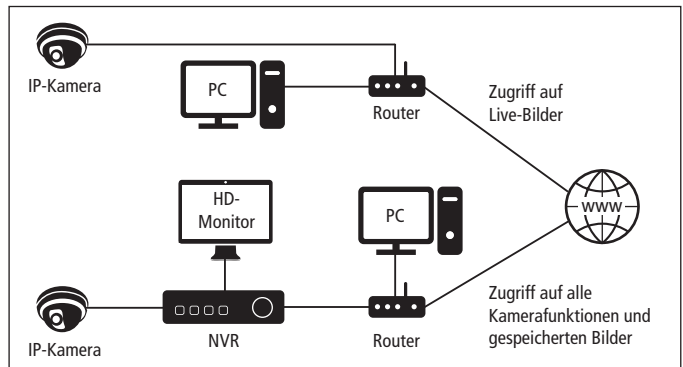 IP-Kamera
PC
Router
Zugriff auf
Live-Bilder
HD-
Monitor
PC
www
IP-Kamera
NVR
Router
Zugriff auf alle
Kamerafunktionen und
gespeicherten Bilder